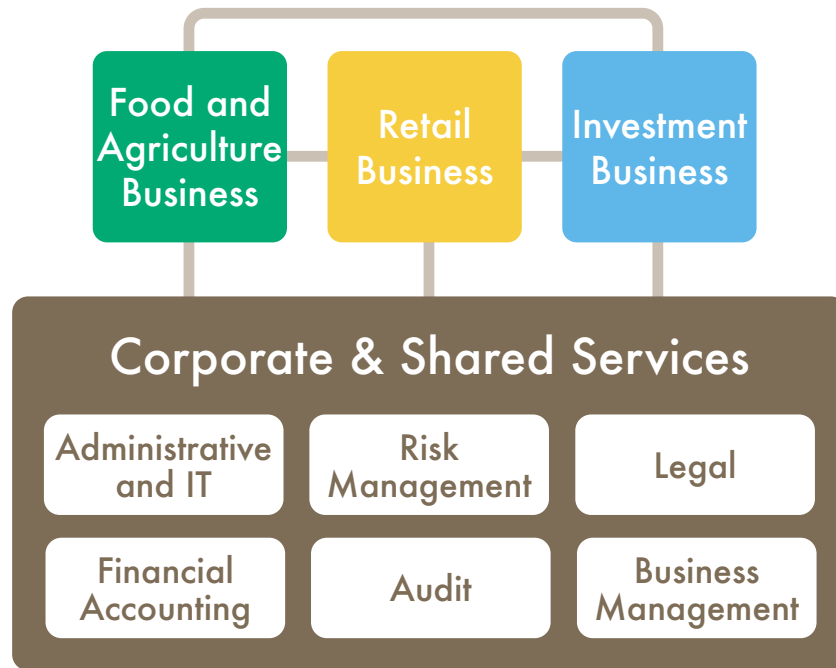 Food and
Agriculture
Business
Retail
Business
Investment
Business
Corporate & Shared Services
Administrative
and IT
Risk
Management
Legal
Financial
Accounting
Audit
Business
Management